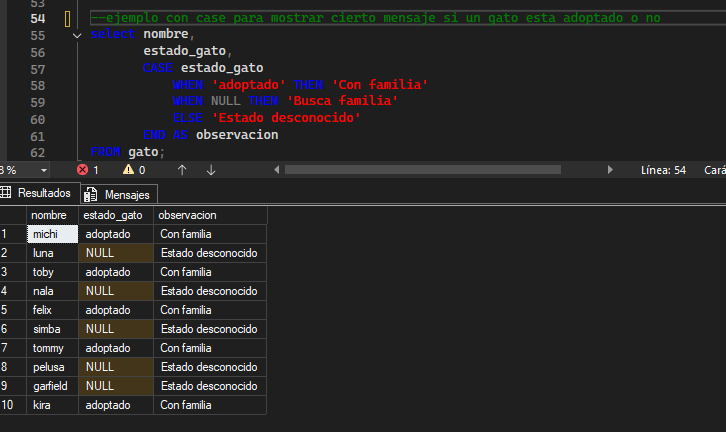 53
54 --ejemplo con case para mostrar cierto mensaje si un gato esta adoptado o no
55 select nombre,
56 estado_gato,
57 CASE estado_gato
58 WHEN 'adoptado' THEN 'Con familia'
59 WHEN NULL THEN 'Busca familia'
60 ELSE 'Estado desconocido'
61 END AS observacion
62 FROM gato;
8 % 1 0 Línea: 54 Cará
Resultados Mensajes
nombre estado_gato observacion
1 michi adoptado Con familia
2 luna NULL Estado desconocido
3 toby adoptado Con familia
4 nala NULL Estado desconocido
5 felix adoptado Con familia
6 simba NULL Estado desconocido
7 tommy adoptado Con familia
8 pelusa NULL Estado desconocido
9 garfield NULL Estado desconocido
10 kira adoptado Con familia